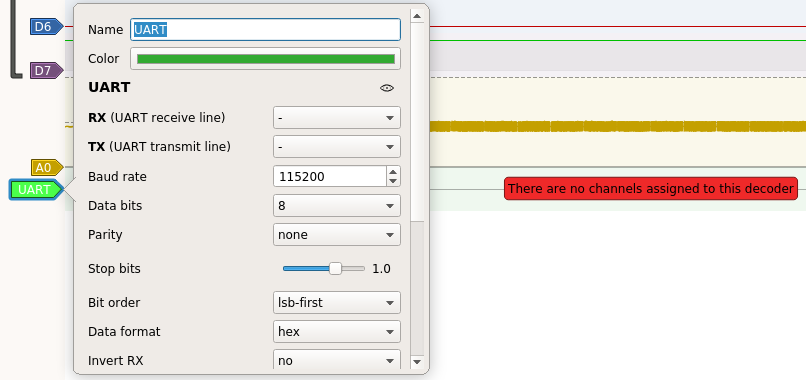 D6
D7
A0
UART
Name UART
Color
UART
RX (UART receive line) -
TX (UART transmit line) -
Baud rate 115200
Data bits 8
Parity none
Stop bits 1.0
Bit order lsb-first
Data format hex
Invert RX no
There are no channels assigned to this decoder